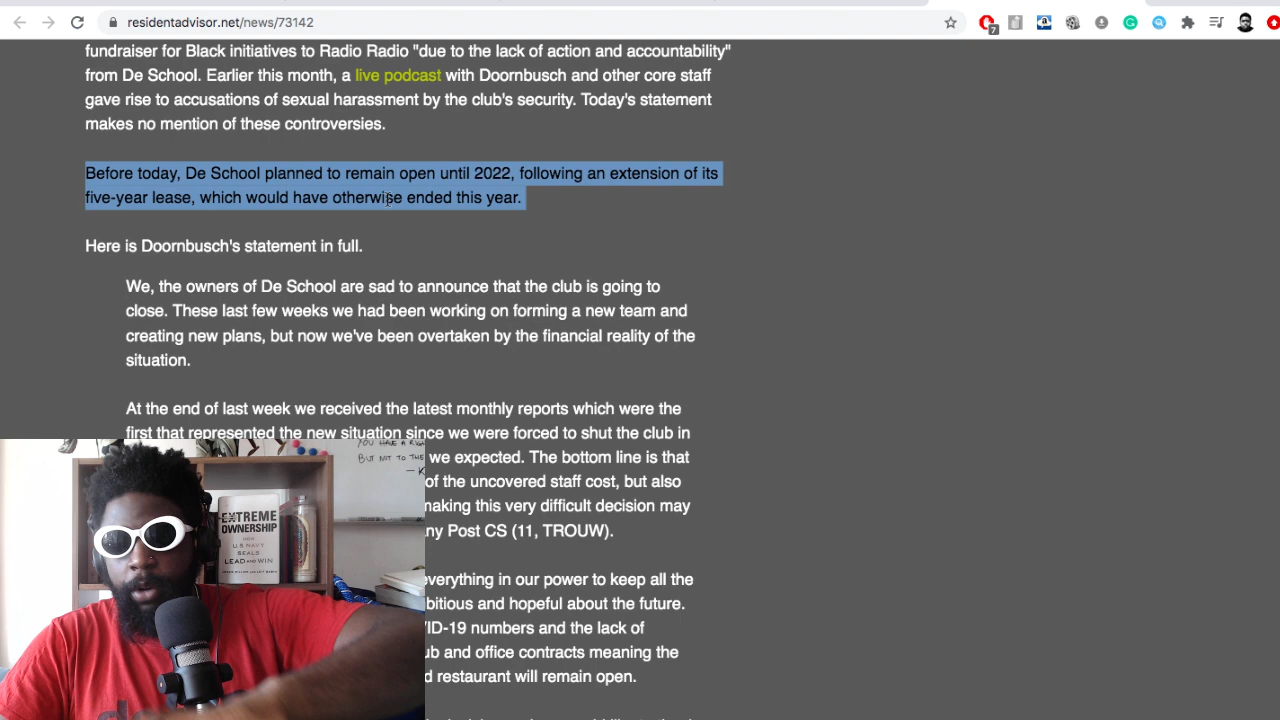 residentadvisor.net/news/73142
7
fundraiser for Black initiatives to Radio Radio "due to the lack of action and accountability"
from De School. Earlier this month, a live podcast with Doornbusch and other core staff
gave rise to accusations of sexual harassment by the club's security. Today's statement
makes no mention of these controversies.
Before today, De School planned to remain open until 2022, following an extension of its
five-year lease, which would have otherwise ended this year.
Here is Doornbusch's statement in full.
We, the owners of De School are sad to announce that the club is going to
close. These last few weeks we had been working on forming a new team and
creating new plans, but now we've been overtaken by the financial reality of the
situation.
At the end of last week we received the latest monthly reports which were the
first that represented the new situation since we were forced to shut the club in
we expected. The bottom line is that
of the uncovered staff cost, but also
making this very difficult decision may
ny Post CS (11, TROUW).
everything in our power to keep all the
bitious and hopeful about the future.
VID-19 numbers and the lack of
ub and office contracts meaning the
d restaurant will remain open.
YOU HAVE A
BUT NOT TO THE
EXTREME
OWNERSHIP
HOW
U.S. NAVY
SEALS
LEAD AND WIN